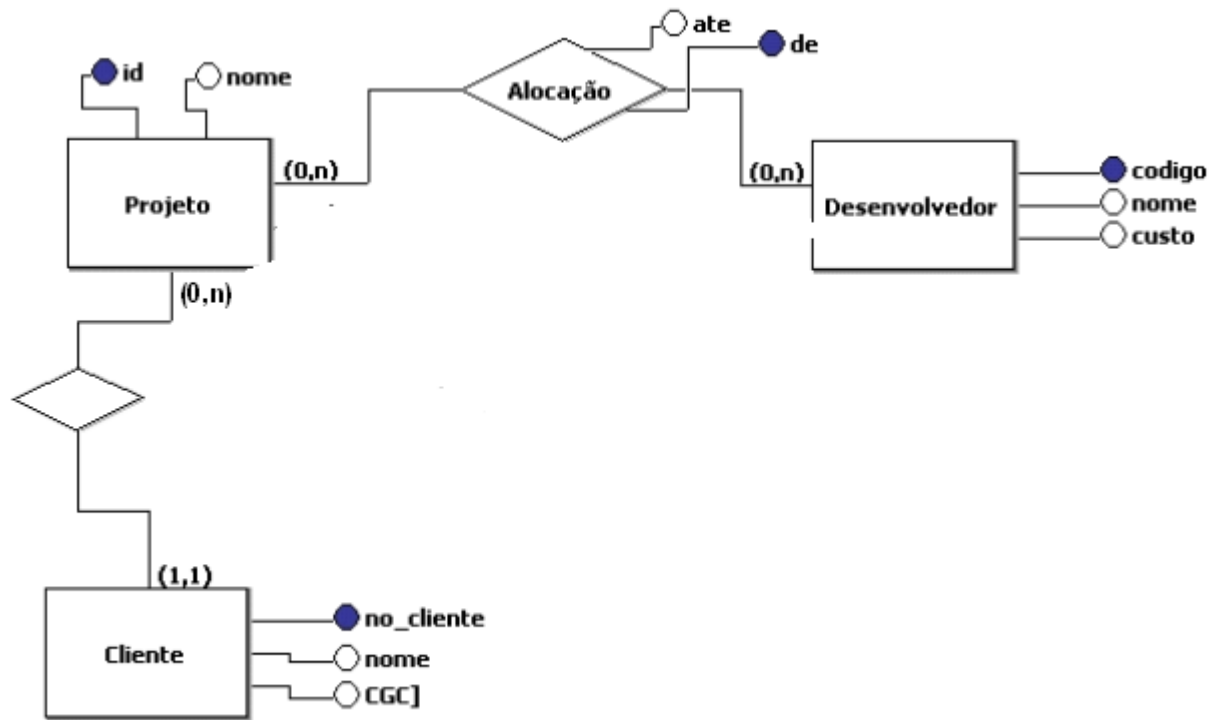 ate
de
id
nome
Alocação
(0,n)
(0,n)
Projeto
Desenvolvedor
codigo
nome
custo
(0,n)
(1,1)
Cliente
no_cliente
nome
CGC]